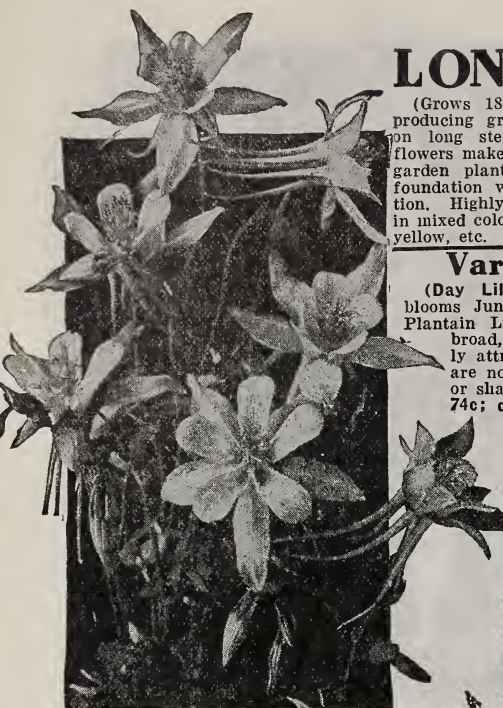 LON
(Grows 18
producing gr
on long ste
flowers make
garden plant
foundation v
tion. Highly
in mixed colo
yellow, etc.
Var
(Day Lil
blooms Jun
Plantain L
broad,
ly attr
are no
or sha
74c; d